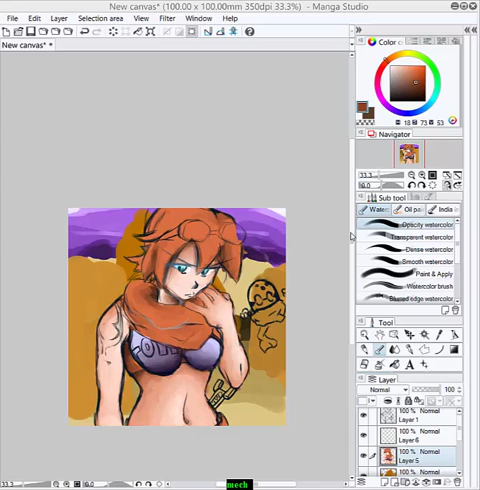 New canvas* (100.00 x 100.00mm 350dpi 33.3%) - Manga Studio
File Edit Layer Selection area View Filter Window Help
New canvas* *
Color
18 73 53
Navigator
33.3
0.0
Sub tool
Water Oil pa India
Opacity watercolor
Transparent watercolor
Dense watercolor
Smooth watercolor
Paint & Apply
Watercolor brush
Blurred edge watercolor
Tool
Layer
Normal 100
100 % Normal
Layer 1
100 % Normal
Layer 6
100 % Normal
Layer 5
100 % Normal
33.3 0.0
mech